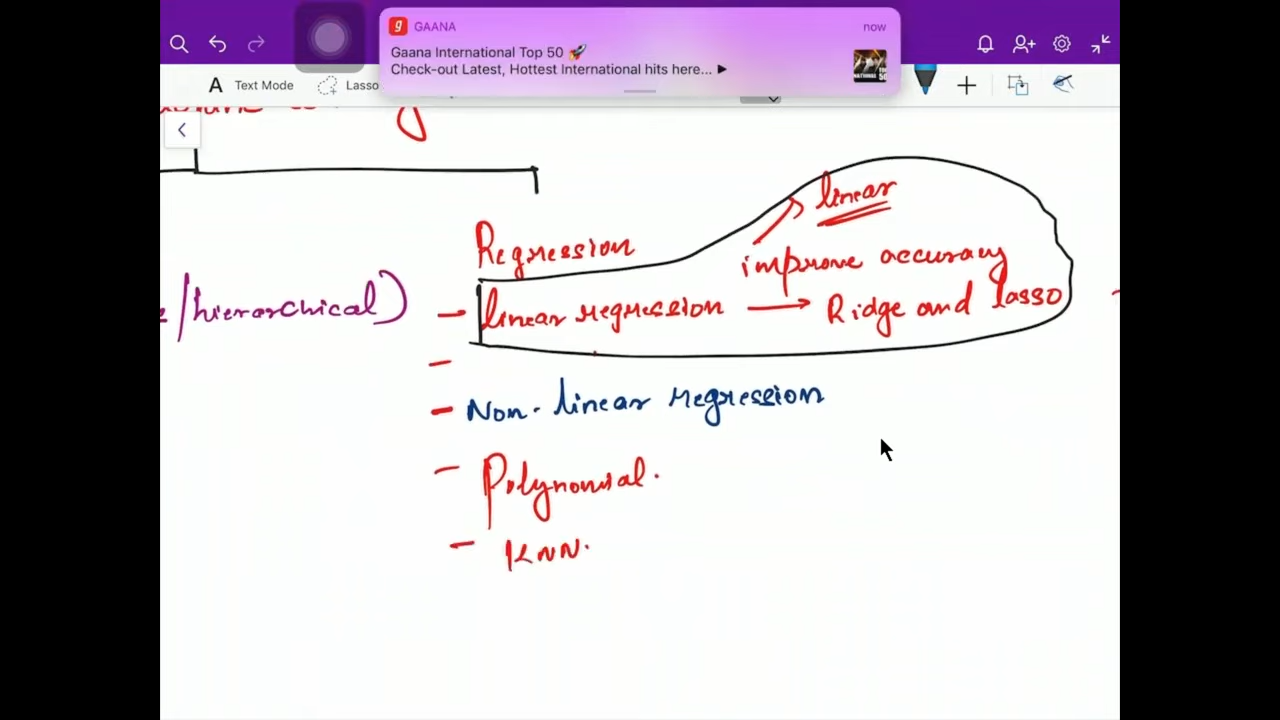 GAANA
now
Gaana International Top 50 🚀
Check-out Latest, Hottest International hits here... ▶
Text Mode
Lasso
linear
Regression
improve accuracy
/hierarchical)
- linear regression → Ridge and lasso
-
- Non-linear regression
- Polynomial.
- KNN.